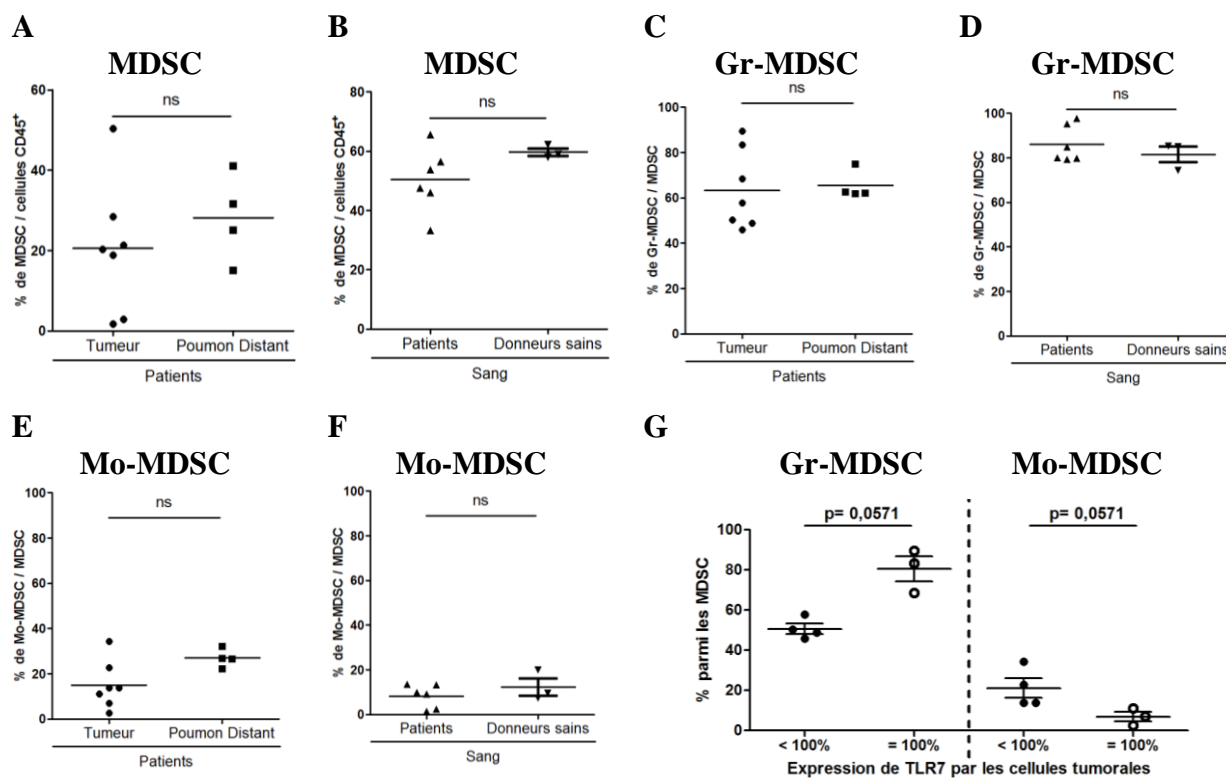 A
MDSC
ns
% de MDSC / cellules CD45⁺
60
40
20
0
Tumeur Poumon Distant
Patients
B
MDSC
ns
% de MDSC / cellules CD45⁺
80
60
40
20
0
Patients Donneurs sains
Sang
C
Gr-MDSC
ns
% de Gr-MDSC / MDSC
100
80
60
40
20
0
Tumeur Poumon Distant
Patients
D
Gr-MDSC
ns
% de Gr-MDSC / MDSC
100
80
60
40
20
0
Patients Donneurs sains
Sang
E
Mo-MDSC
ns
% de Mo-MDSC / MDSC
100
80
60
40
20
0
Tumeur Poumon Distant
Patients
F
Mo-MDSC
ns
% de Mo-MDSC / MDSC
100
80
60
40
20
0
Patients Donneurs sains
Sang
G
Gr-MDSC Mo-MDSC
p= 0,0571 p= 0,0571
% parmi les MDSC
100
80
60
40
20
0
< 100% = 100% < 100% = 100%
Expression de TLR7 par les cellules tumorales